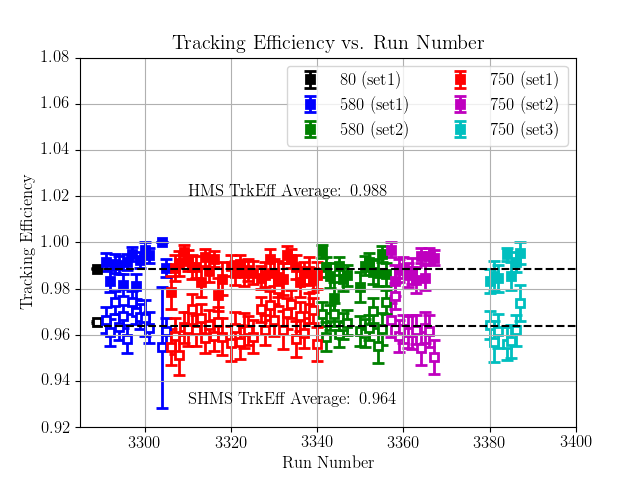 Tracking Efficiency vs. Run Number
1.08
1.06
1.04
1.02
1.00
0.98
0.96
0.94
0.92
Tracking Efficiency
80 (set1)
580 (set1)
580 (set2)
750 (set1)
750 (set2)
750 (set3)
HMS TrkEff Average: 0.988
SHMS TrkEff Average: 0.964
3300
3320
3340
3360
3380
3400
Run Number